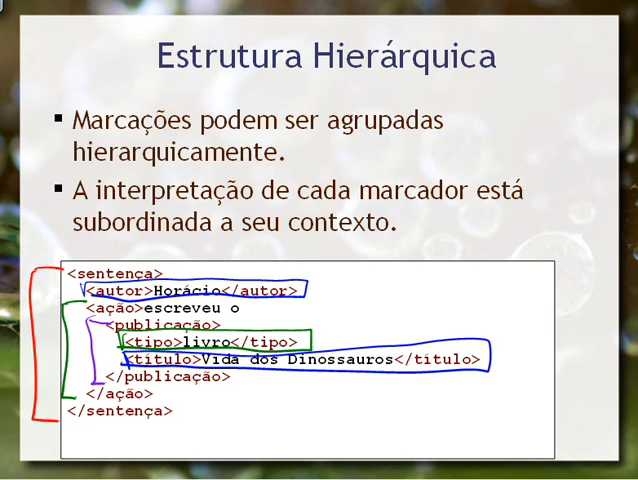 Estrutura Hierárquica
Marcações podem ser agrupadas
hierarquicamente.
A interpretação de cada marcador está
subordinada a seu contexto.
<sentença>
<autor>Horácio</autor>
<ação>escreveu o
<publicação>
<tipo>livro</tipo>
<título>Vida dos Dinossauros</título>
</publicação>
</ação>
</sentença>